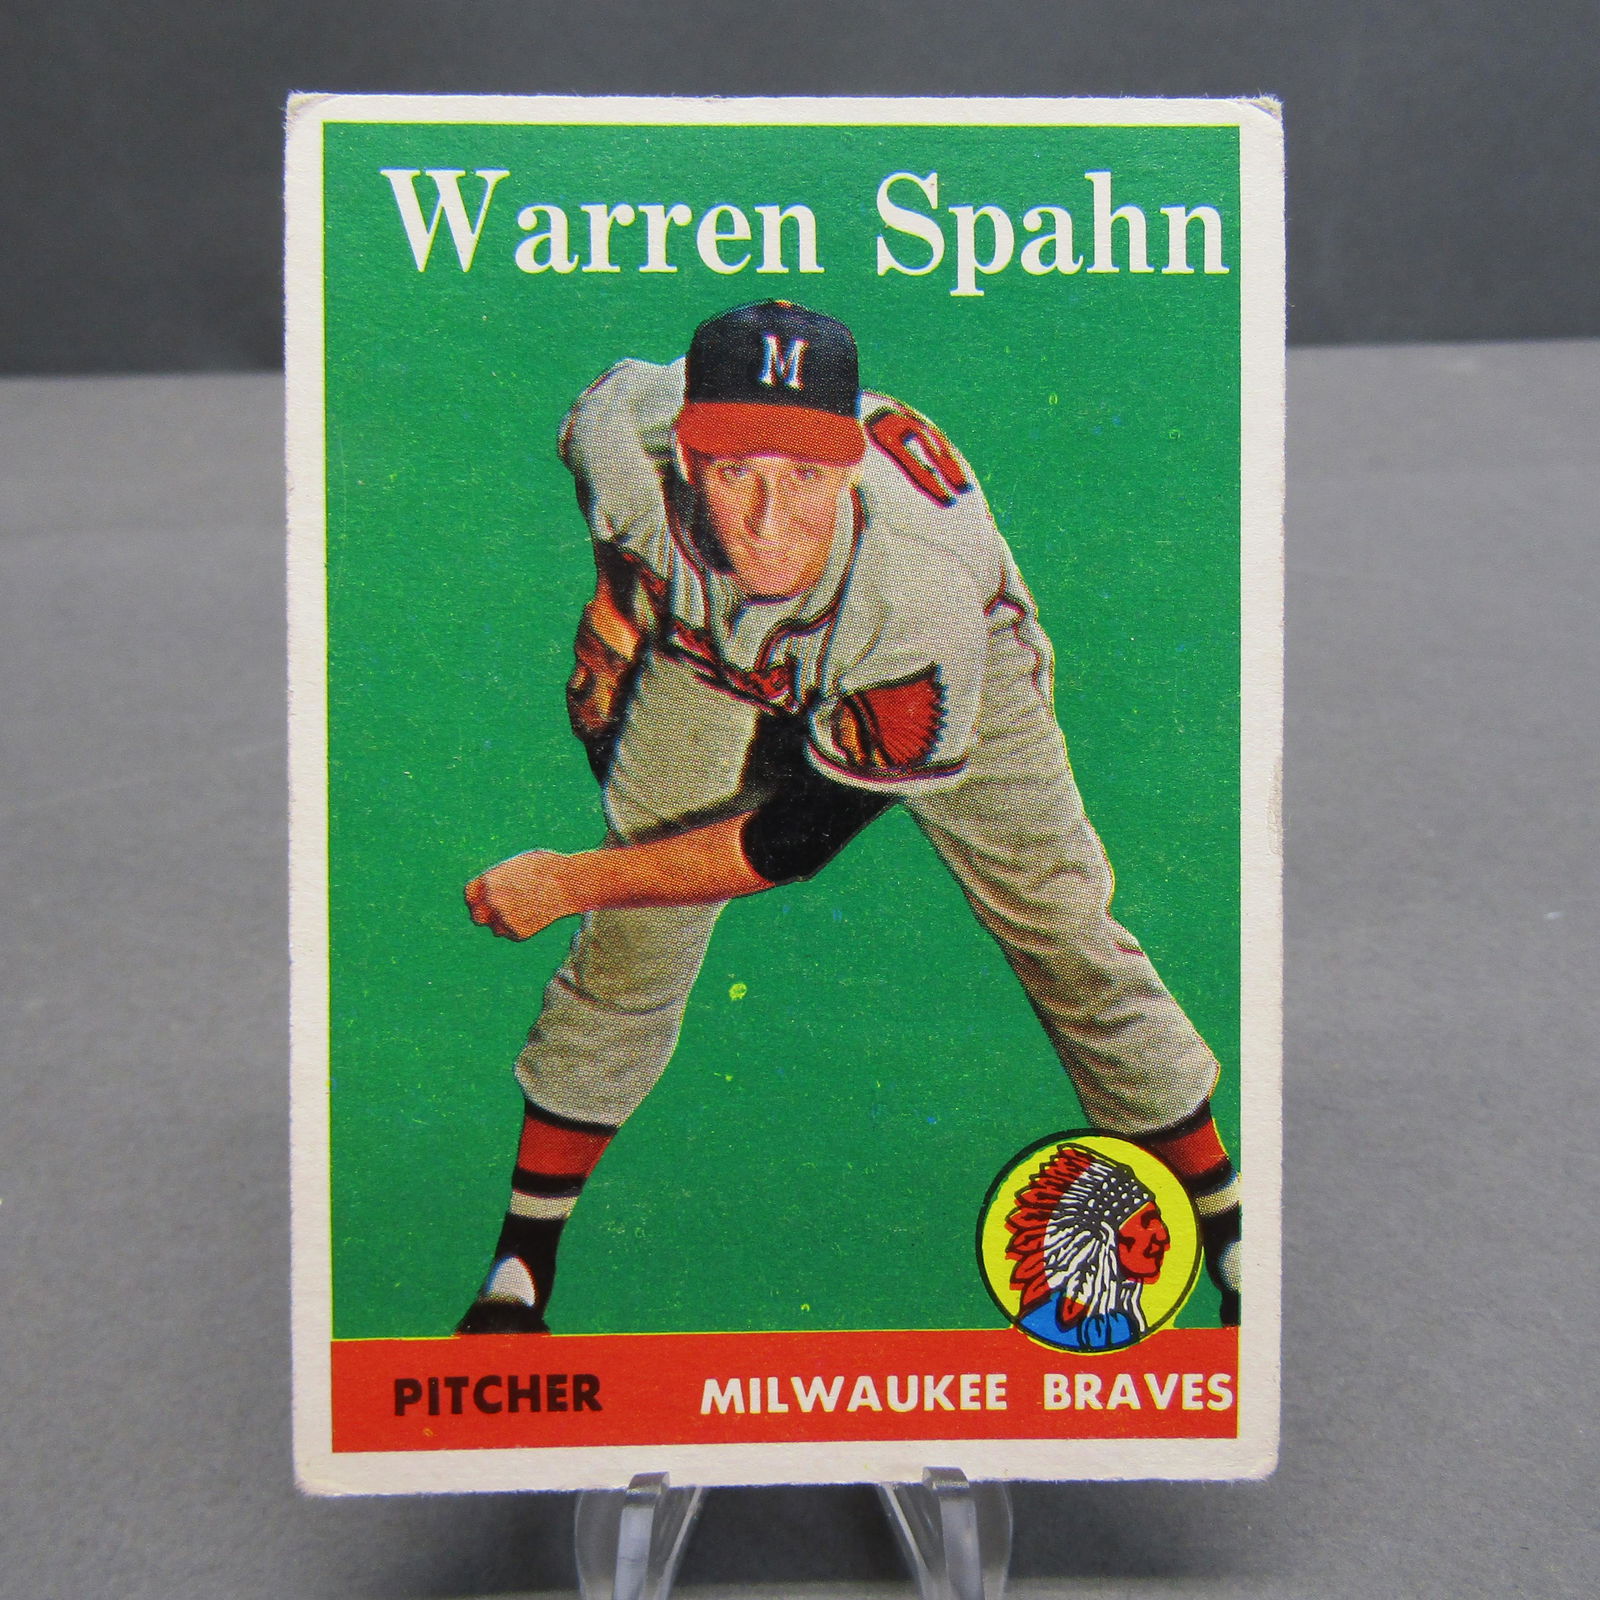 Warren Spahn
M
PITCHER MILWAUKEE BRAVES